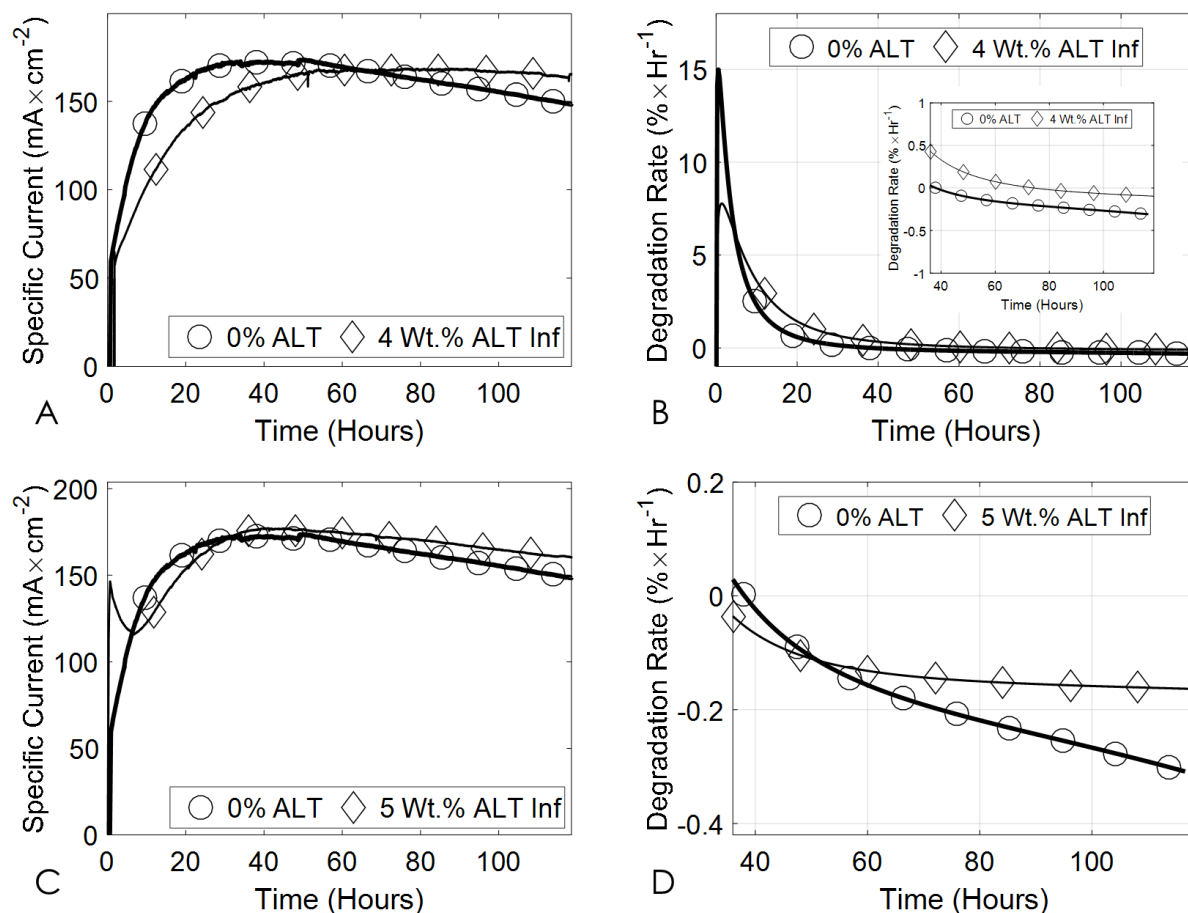 Specific Current (mA×cm-2)
150
100
50
0
0 20 40 60 80 100
Time (Hours)
0% ALT 4 Wt.% ALT Inf
A
Degradation Rate (%×Hr-1)
15
10
5
0
0 20 40 60 80 100
Time (Hours)
0% ALT 4 Wt.% ALT Inf
Degradation Rate (%×Hr-1)
1
0.5
0
-0.5
-1
40 60 80 100
Time (Hours)
0% ALT 4 Wt.% ALT Inf
B
Specific Current (mA×cm-2)
200
150
100
50
0
0 20 40 60 80 100
Time (Hours)
0% ALT 5 Wt.% ALT Inf
C
Degradation Rate (%×Hr-1)
0.2
0
-0.2
-0.4
40 60 80 100
Time (Hours)
0% ALT 5 Wt.% ALT Inf
D